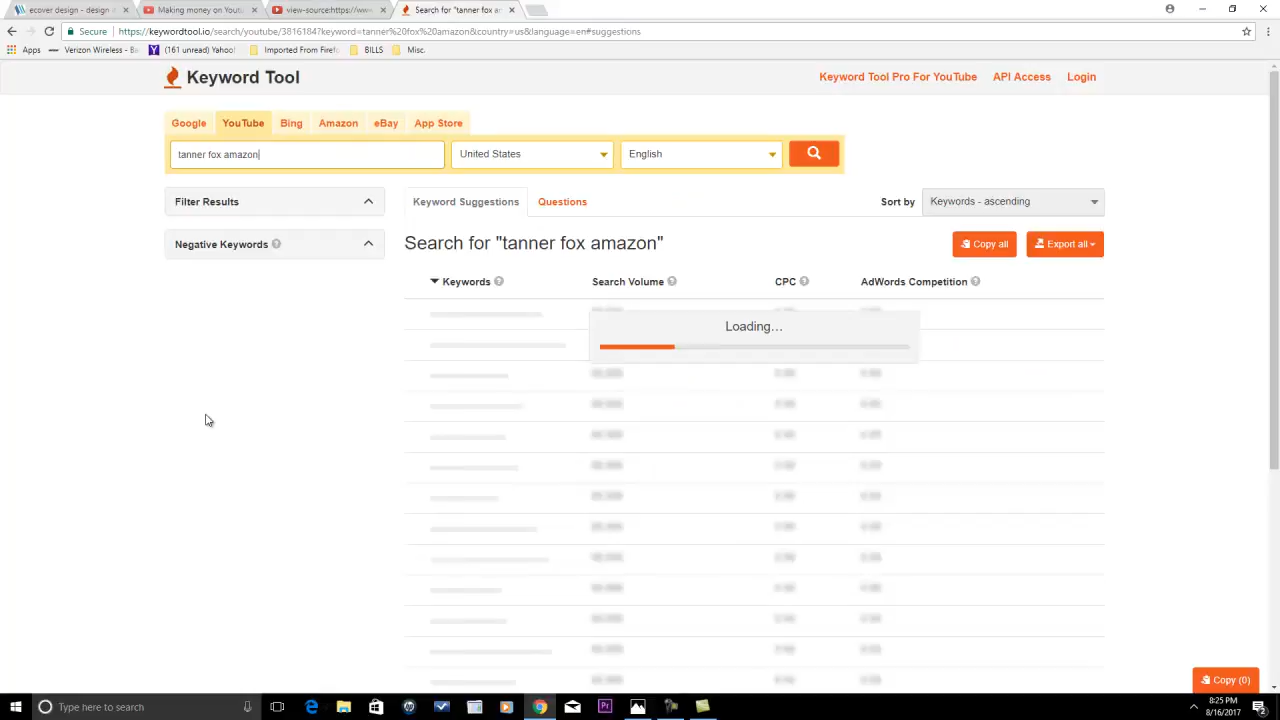 ecover design - design c
Making money on Youtu
view-source:https://www.
Search for "tanner fox a
Secure
https://keywordtool.io/search/youtube/3816184?keyword=tanner%20fox%20amazon&country=us&language=en#suggestions
Apps
Verizon Wireless - B
(161 unread) Yahoo!
Imported From Firef
BILLS
Misc.
Keyword Tool
Keyword Tool Pro For YouTube
API Access
Login
Google
YouTube
Bing
Amazon
eBay
App Store
tanner fox amazon
United States
English
Filter Results
Keyword Suggestions
Questions
Sort by
Keywords - ascending
Negative Keywords
Search for "tanner fox amazon"
Copy all
Export all
Keywords
Search Volume
CPC
AdWords Competition
Loading...
Copy (0)
Type here to search
8:25 PM
8/16/2017